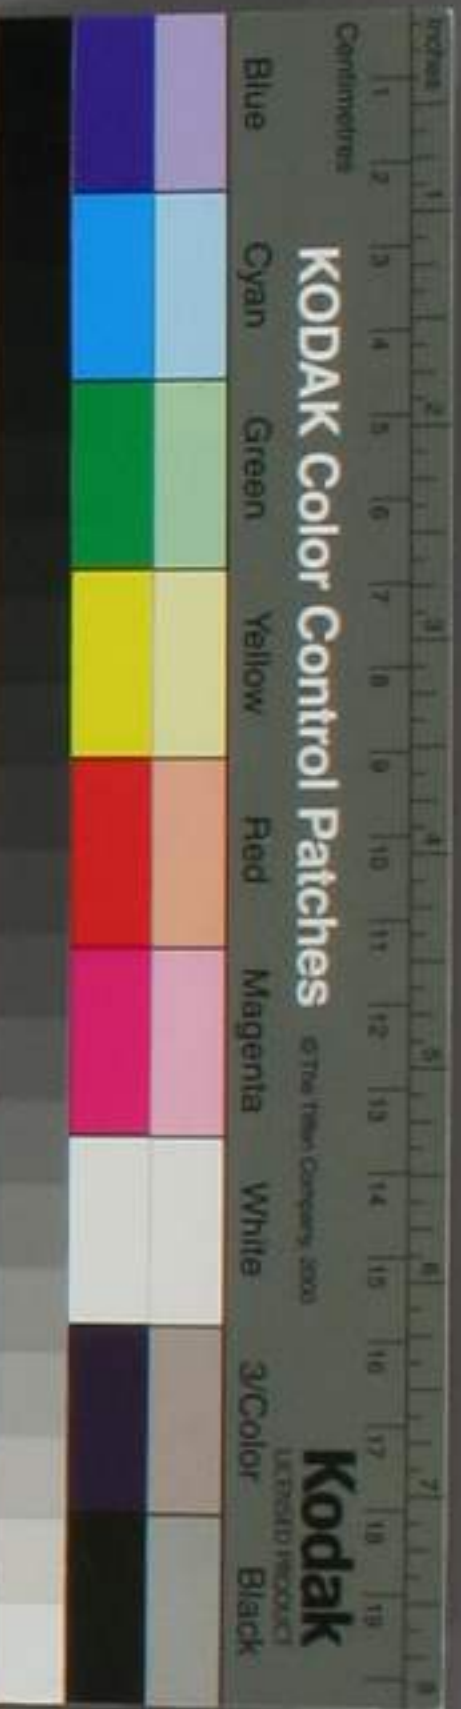 Inches 1 2 3 4 5 6 7 8
Centimetres 1 2 3 4 5 6 7 8 9 10 11 12 13 14 15 16 17 18 19
KODAK Color Control Patches © The Tiffen Company, 2000 Kodak
LICENSED PRODUCT
Blue Cyan Green Yellow Red Magenta White 3/Color Black